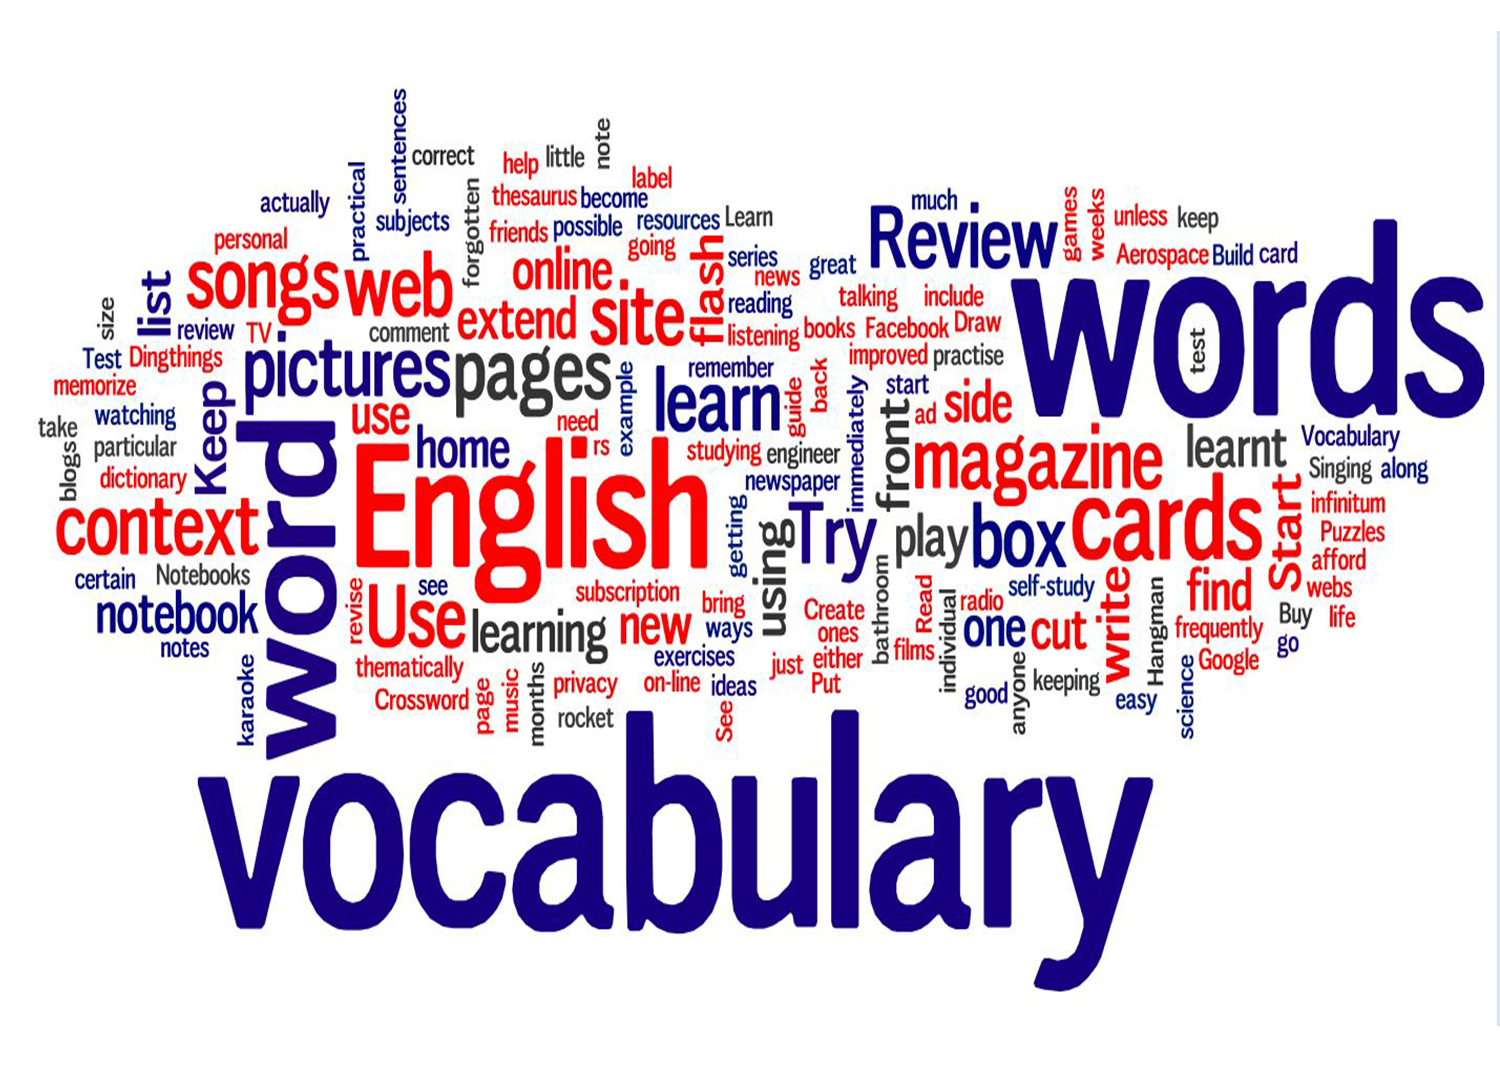 sentences
correct
note
help
little
practical
label
forgotten
thesaurus
become
actually
subjects
friends
possible
resources
Learn
much
games
weeks
unless
keep
personal
going
Review
Aerospace
Build
card
songs
web
online
flash
series
news
great
words
list
extend
site
reading
talking
include
size
review
TV
comment
listening
books
Facebook
Draw
test
Test
Dingthings
pictures
pages
improved
practise
memorize
remember
example
learn
guide
back
immediately
start
side
watching
Keep
use
need
ad
take
particular
word
home
rs
studying
engineer
front
magazine
learnt
Vocabulary
blogs
dictionary
English
newspaper
Singing
along
context
getting
using
Try
play
box
cards
Start
infinitum
Puzzles
certain
Notebooks
see
subscription
bathroom
self-study
find
afford
webs
notebook
revise
Use
learning
new
bring
ways
Create
ones
Read
individual
radio
one
cut
write
Hangman
frequently
Buy
life
notes
thematically
exercises
just
either
films
go
karaoke
Crossword
page
music
months
privacy
on-line
ideas
Put
good
anyone
keeping
easy
science
Google
rocket
See
vocabulary